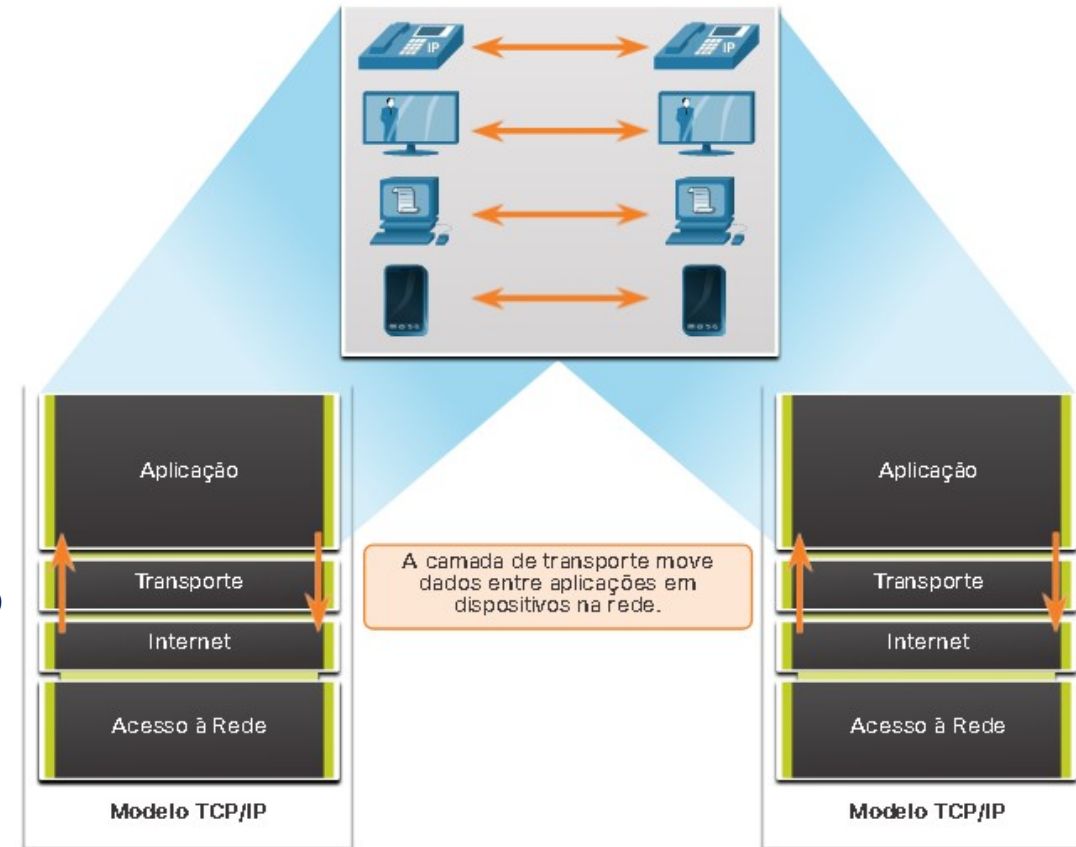 IP
IP
Aplicação
Transporte
Internet
Acesso à Rede
Modelo TCP/IP
A camada de transporte move
dados entre aplicações em
dispositivos na rede.
Aplicação
Transporte
Internet
Acesso à Rede
Modelo TCP/IP